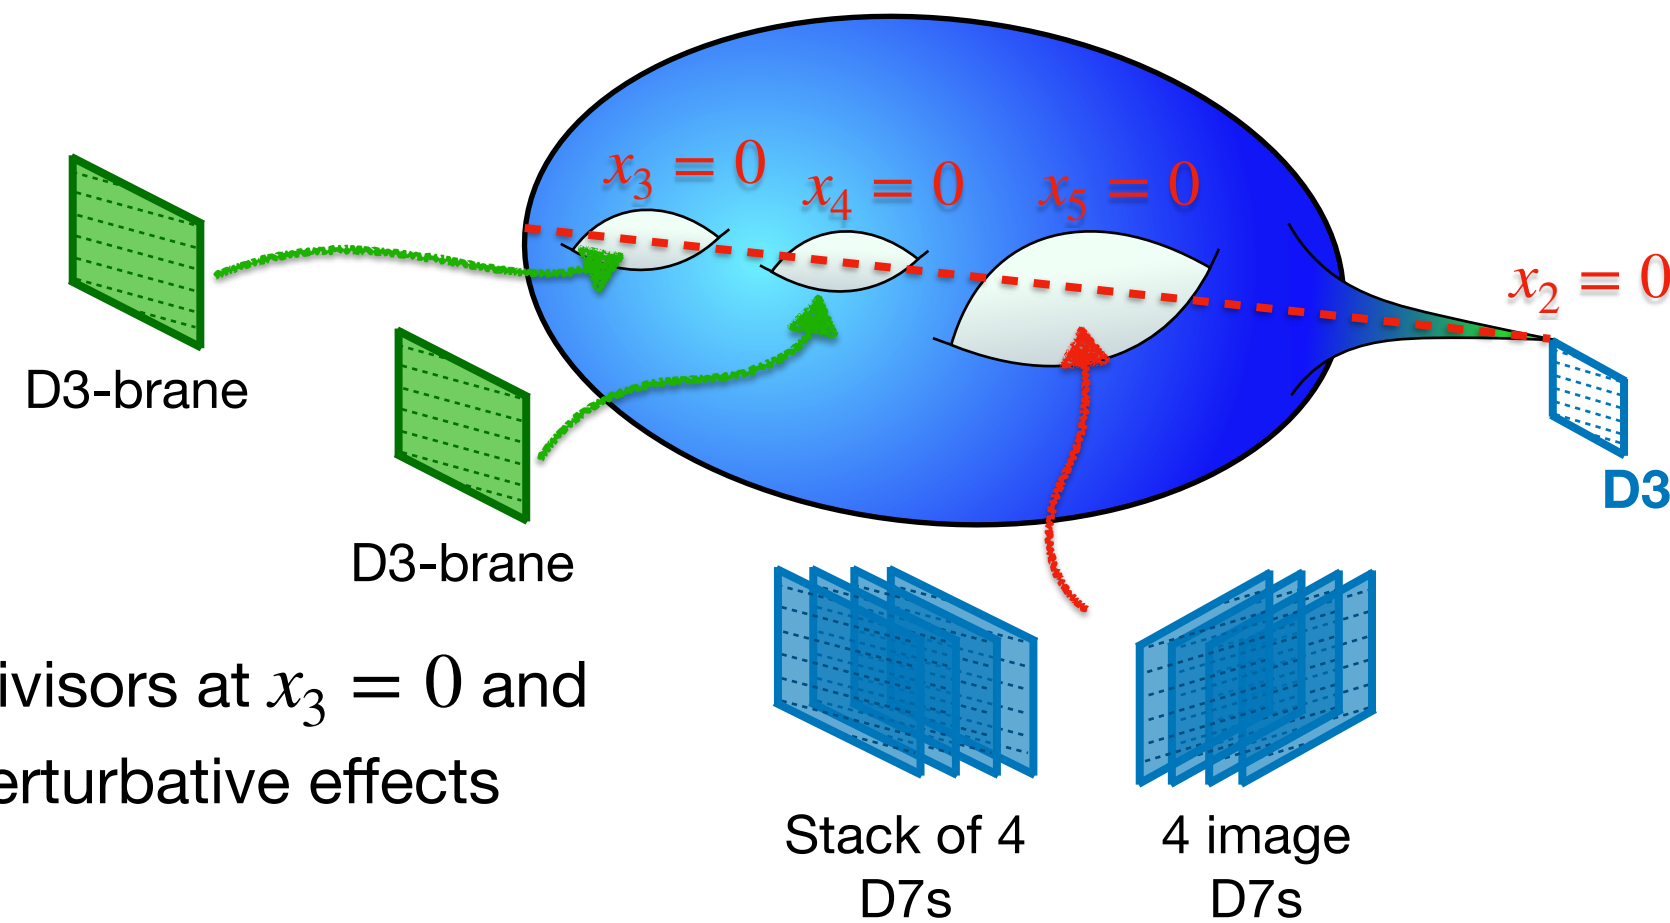 x₃ = 0
x₄ = 0
x₅ = 0
x₂ = 0
D3-brane
D3
D3-brane
ivisors at x₃ = 0 and
erturbative effects
Stack of 4
D7s
4 image
D7s